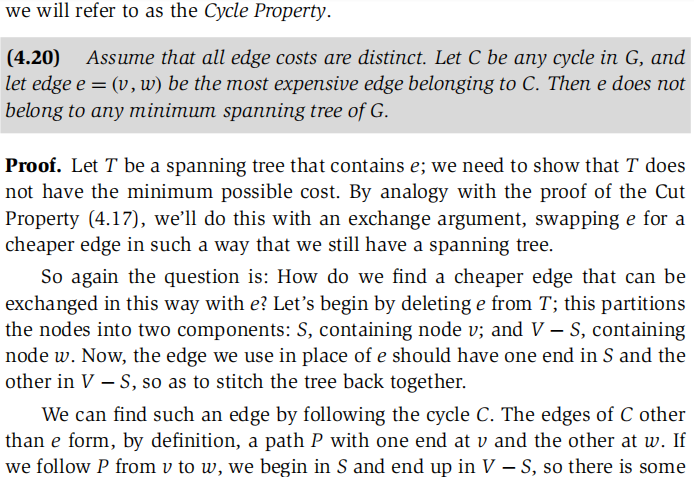 we will refer to as the Cycle Property.
(4.20) Assume that all edge costs are distinct. Let C be any cycle in G, and
let edge e = (v, w) be the most expensive edge belonging to C. Then e does not
belong to any minimum spanning tree of G.
Proof. Let T be a spanning tree that contains e; we need to show that T does
not have the minimum possible cost. By analogy with the proof of the Cut
Property (4.17), we’ll do this with an exchange argument, swapping e for a
cheaper edge in such a way that we still have a spanning tree.
So again the question is: How do we find a cheaper edge that can be
exchanged in this way with e? Let’s begin by deleting e from T; this partitions
the nodes into two components: S, containing node v; and V − S, containing
node w. Now, the edge we use in place of e should have one end in S and the
other in V − S, so as to stitch the tree back together.
We can find such an edge by following the cycle C. The edges of C other
than e form, by definition, a path P with one end at v and the other at w. If
we follow P from v to w, we begin in S and end up in V − S, so there is some